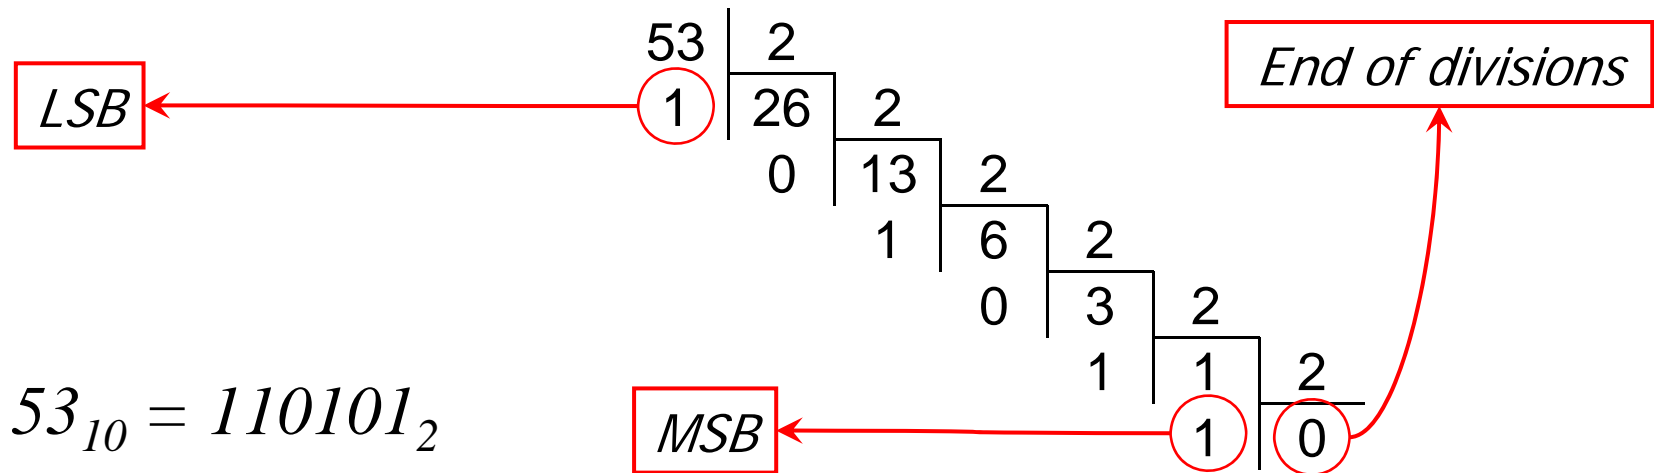 53 2
End of divisions
LSB
1 26 2
0 13 2
1 6 2
0 3 2
1 1 2
53₁₀ = 110101₂
MSB
1 0